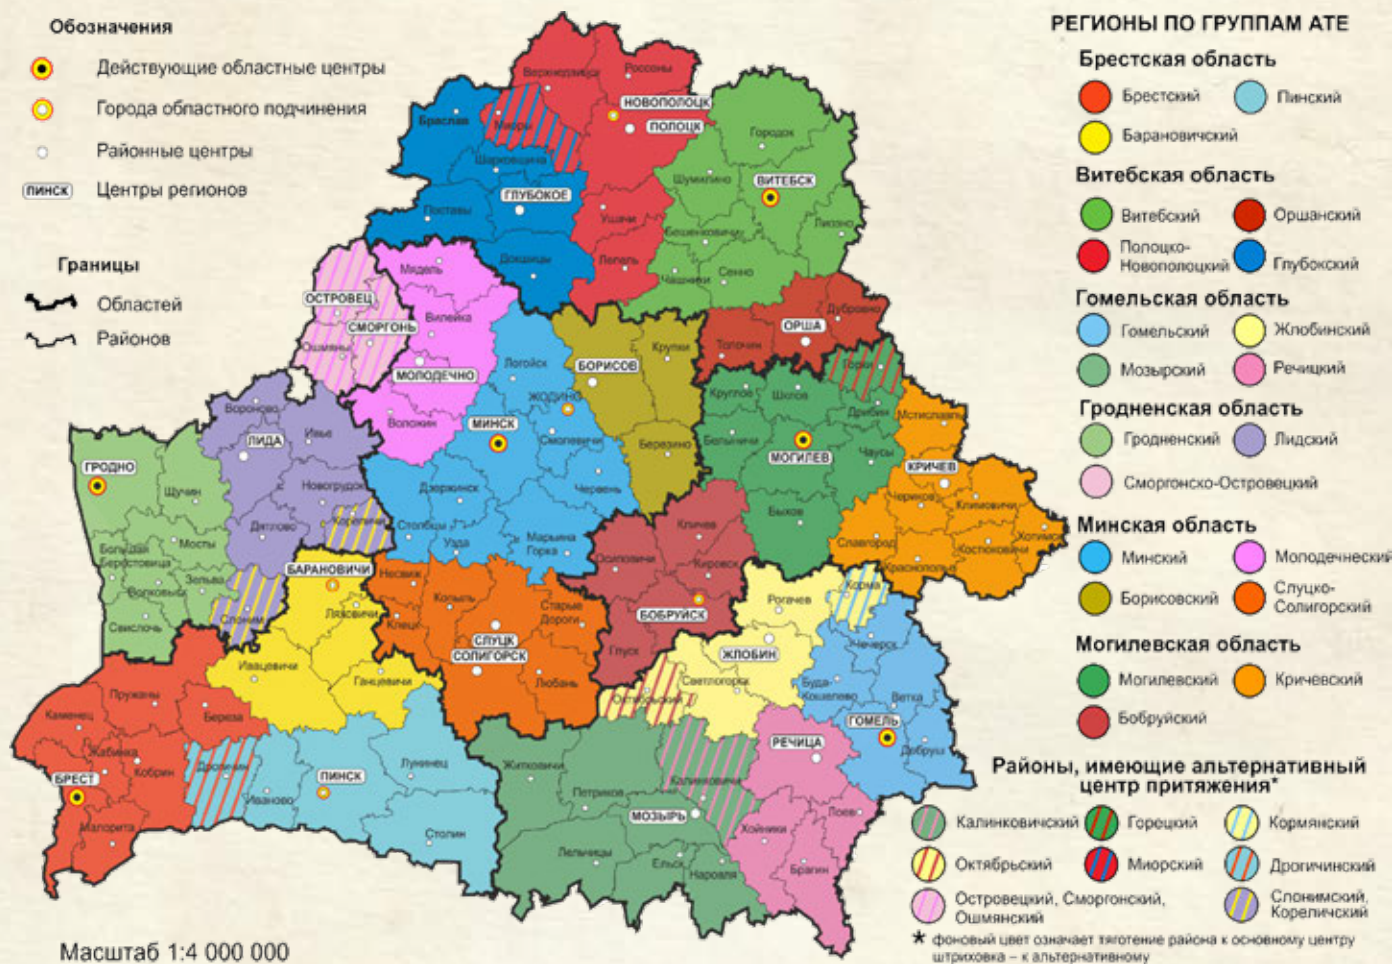 Обозначения
Действующие областные центры
Города областного подчинения
Районные центры
ПИНСК
Центры регионов
Границы
Областей
Районов
РЕГИОНЫ ПО ГРУППАМ АТЕ
Брестская область
Брестский
Пинский
Барановичский
Витебская область
Витебский
Оршанский
Полоцко-
Новополоцкий
Глубокский
Гомельская область
Гомельский
Жлобинский
Мозырский
Речицкий
Гродненская область
Гродненский
Лидский
Сморгонско-Островецкий
Минская область
Минский
Молодечнеский
Борисовский
Слуцко-
Солигорский
Могилевская область
Могилевский
Кричевский
Бобруйский
Районы, имеющие альтернативный
центр притяжения*
Калинковичский
Горецкий
Кормянский
Октябрьский
Миорский
Дрогичинский
Островецкий, Сморгонский,
Ошмянский
Слонимский,
Кореличский
* фоновый цвет означает тяготение района к основному центру
штриховка – к альтернативному
Верхнедвинск
Россоны
НОВОПОЛОЦК
ПОЛОЦК
Браслав
Миоры
Городок
Шарковщина
Шумилино
ВИТЕБСК
ГЛУБОКОЕ
Поставы
Ушачи
Лиозно
Бешенковичи
Докшицы
Лепель
Чашники
Сенно
Мядель
ОСТРОВЕЦ
СМОРГОНЬ
Ошмяны
Вилейка
МОЛОДЕЧНО
Логойск
БОРИСОВ
Крупки
Толочин
ОРША
Дубровно
Горки
Вороново
Ивье
ЛИДА
Воложин
МИНСК
ЖОДИНО
Смолевичи
Березино
Круглое
Шклов
Дрибин
Мстиславль
Белыничи
МОГИЛЕВ
Чаусы
КРИЧЕВ
ГРОДНО
Щучин
Новогрудок
Кореличи
Дзержинск
Червень
Чериков
Климовичи
Хотимск
Дятлово
Мосты
Столбцы
Узда
Марьина
Горка
Кличев
Быхов
Славгород
Костюковичи
Краснополье
Большая
Берестовица
Зельва
Волковыск
Слоним
Свислочь
БАРАНОВИЧИ
Ляховичи
Несвиж
Клецк
Копыль
Старые
Дороги
Осиповичи
Кировск
БОБРУЙСК
Глуск
Рогачев
Корма
СЛУЦК
СОЛИГОРСК
Любань
Ивацевичи
Ганцевичи
ЖЛОБИН
Светлогорск
Октябрьский
Чечерск
Буда-
Кошелево
Ветка
ГОМЕЛЬ
Добруш
Пружаны
Каменец
Береза
Жабинка
Кобрин
БРЕСТ
Малорита
Дрогичин
Иваново
ПИНСК
Лунинец
Столин
Житковичи
Петриков
Калинковичи
РЕЧИЦА
МОЗЫРЬ
Хойники
Лоев
Лельчицы
Ельск
Наровля
Брагин
Масштаб 1:4 000 000